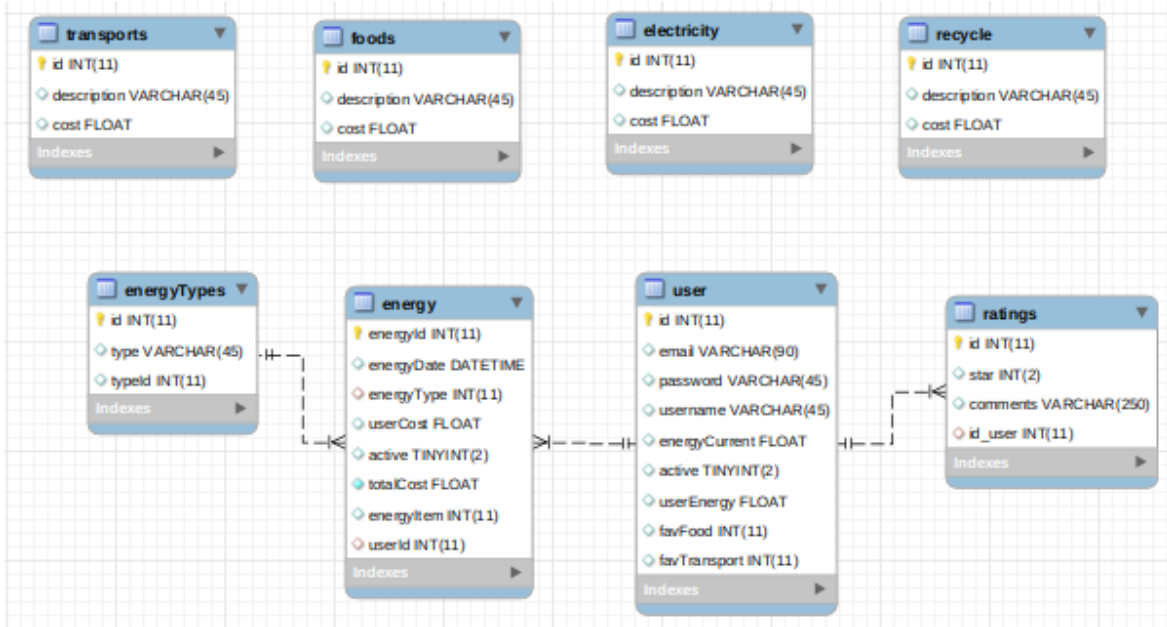 transports
id INT(11)
description VARCHAR(45)
cost FLOAT
Indexes
foods
id INT(11)
description VARCHAR(45)
cost FLOAT
Indexes
electricity
id INT(11)
description VARCHAR(45)
cost FLOAT
Indexes
recycle
id INT(11)
description VARCHAR(45)
cost FLOAT
Indexes
energyTypes
id INT(11)
type VARCHAR(45)
typeId INT(11)
Indexes
energy
energyId INT(11)
energyDate DATETIME
energyType INT(11)
userCost FLOAT
active TINYINT(2)
totalCost FLOAT
energyItem INT(11)
userId INT(11)
Indexes
user
id INT(11)
email VARCHAR(90)
password VARCHAR(45)
username VARCHAR(45)
energyCurrent FLOAT
active TINYINT(2)
userEnergy FLOAT
favFood INT(11)
favTransport INT(11)
Indexes
ratings
id INT(11)
star INT(2)
comments VARCHAR(250)
id_user INT(11)
Indexes